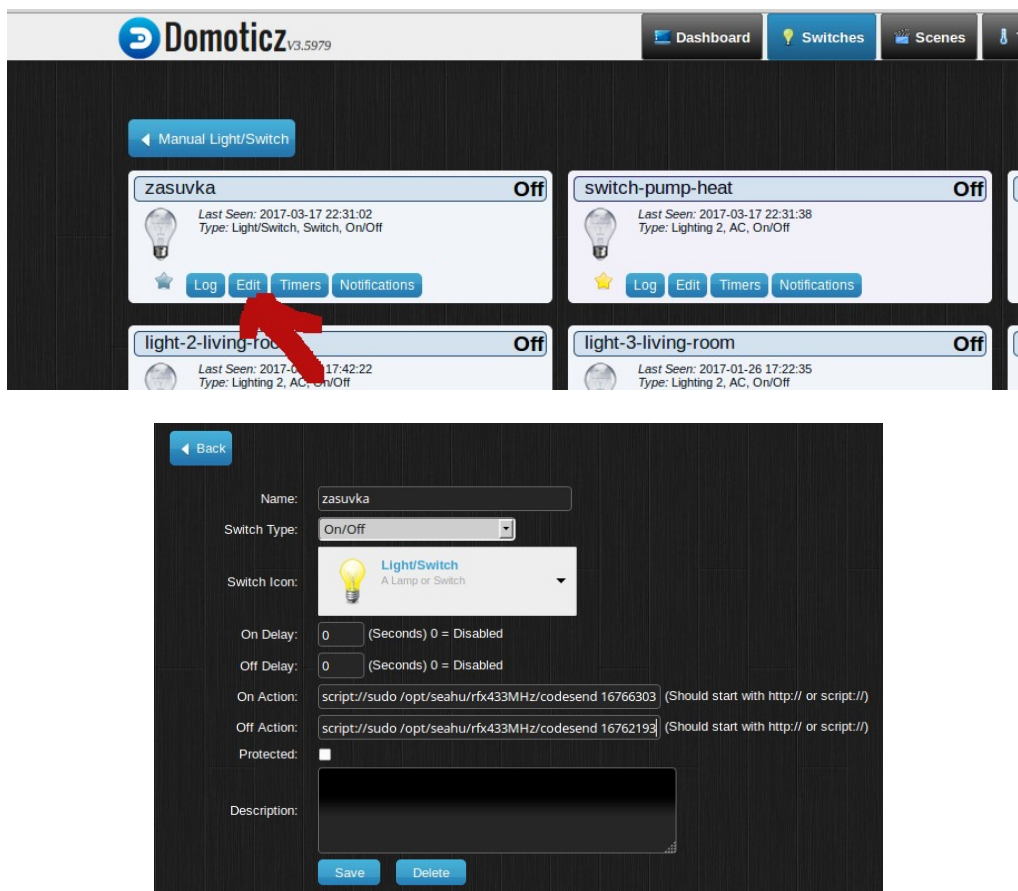 Domoticz V3.5979
Dashboard Switches Scenes
Manual Light/Switch
zasuvka Off
Last Seen: 2017-03-17 22:31:02
Type: Light/Switch, Switch, On/Off
Log Edit Timers Notifications
switch-pump-heat Off
Last Seen: 2017-03-17 22:31:38
Type: Lighting 2, AC, On/Off
Log Edit Timers Notifications
light-2-living- Off
Last Seen: 17:42:22
Type: Lighting 2, AC, On/Off
light-3-living-room Off
Last Seen: 2017-01-26 17:22:35
Type: Lighting 2, AC, On/Off
Back
Name: zasuvka
Switch Type: On/Off
Switch Icon: Light/Switch
A Lamp or Switch
On Delay: 0 (Seconds) 0 = Disabled
Off Delay: 0 (Seconds) 0 = Disabled
On Action: script://sudo /opt/seahu/rfx433MHz/codesend 16766303 (Should start with http:// or script://)
Off Action: script://sudo /opt/seahu/rfx433MHz/codesend 16762193 (Should start with http:// or script://)
Protected:
Description:
Save Delete